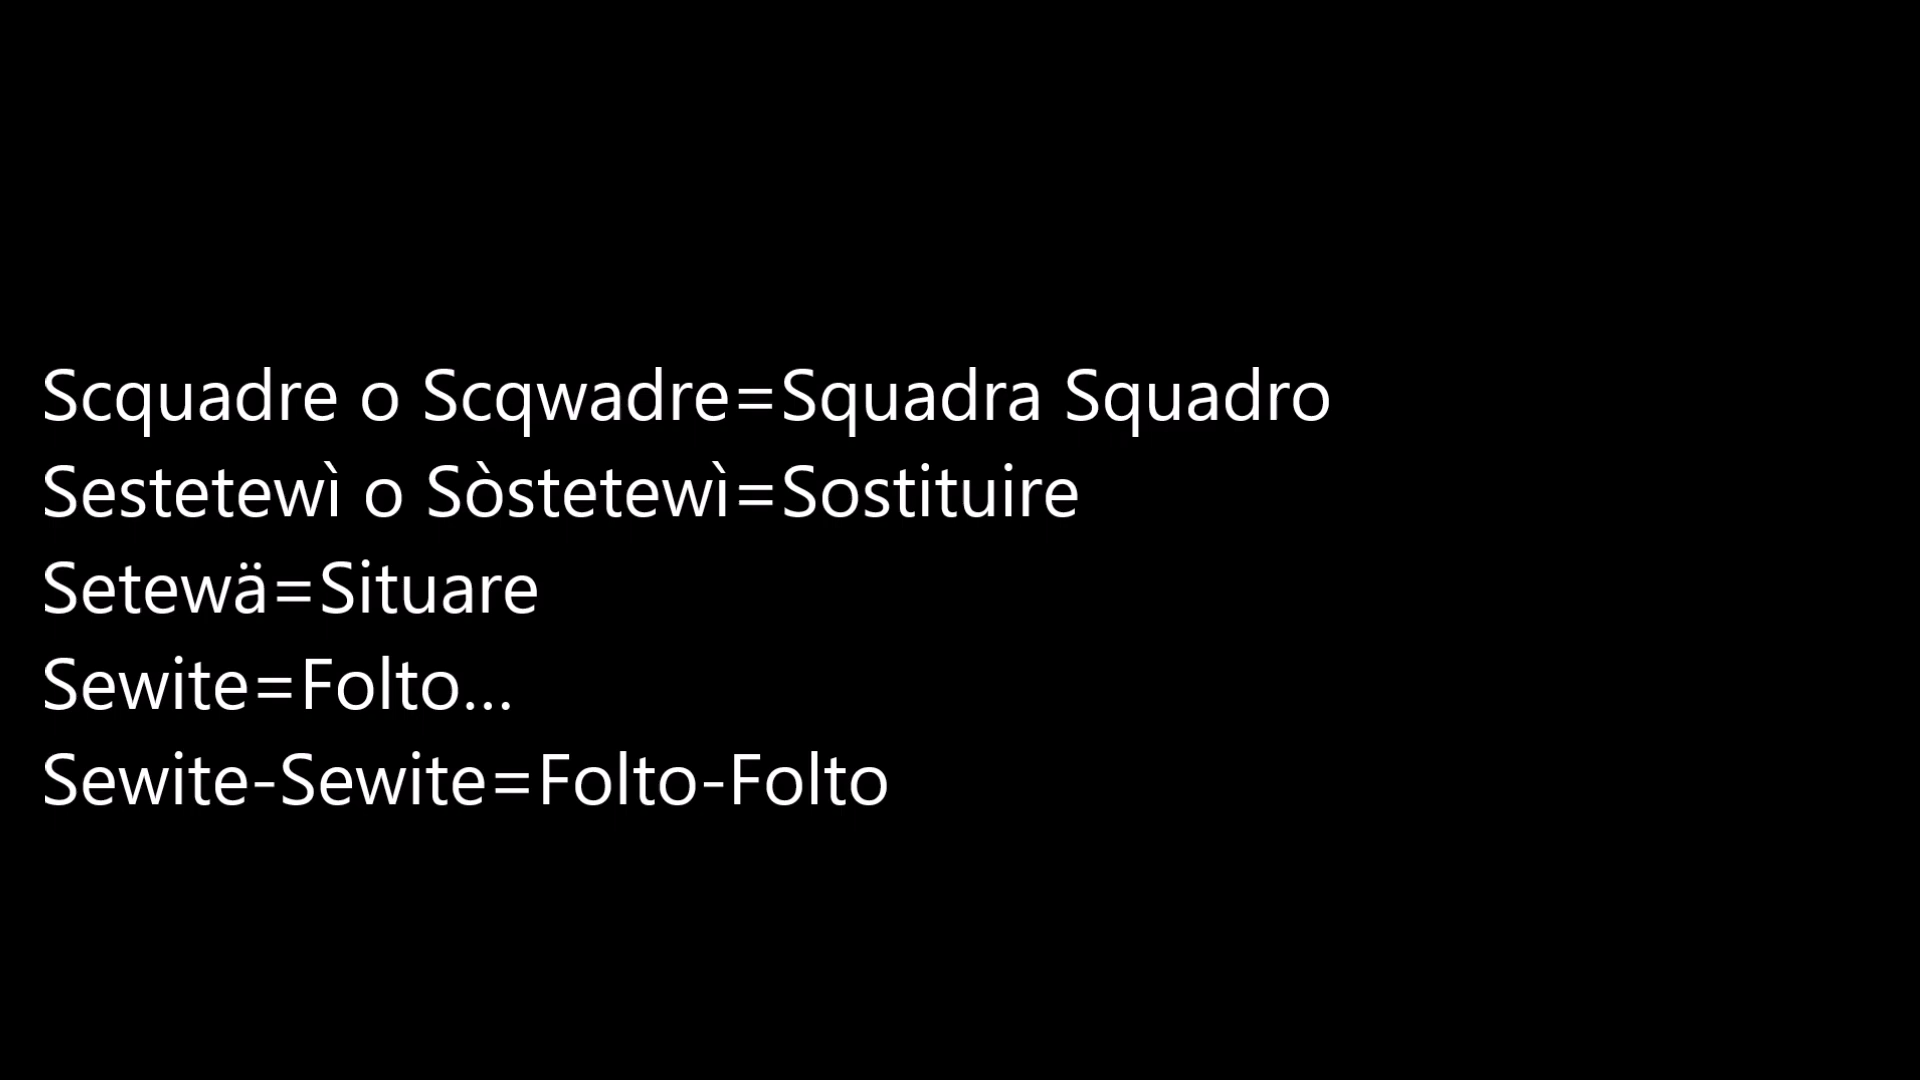 Scquadre o Scqwadre=Squadra Squadro
Sestetewì o Sòstetewì=Sostituire
Setewä=Situare
Sewite=Folto...
Sewite-Sewite=Folto-Folto